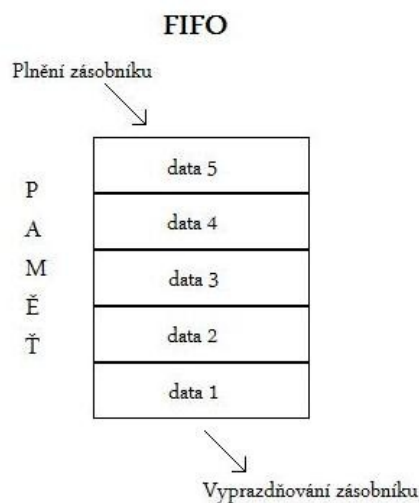 FIFO
Plnění zásobníku
P
A
M
Ě
Ť
data 5
data 4
data 3
data 2
data 1
Vyprazdňování zásobníku